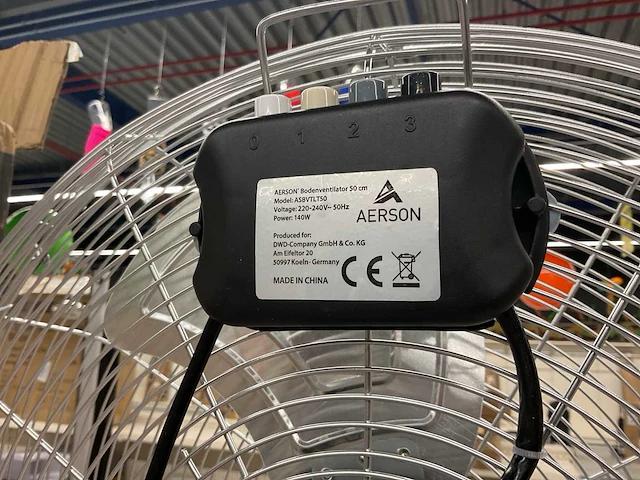 0 1 2 3
AERSON® Bodenventilator 50 cm
Model: ASBVTLT50
Voltage: 220-240V~ 50Hz
Power: 140W
AERSON
Produced for:
DWD-Company GmbH & Co. KG
Am Eifeltor 20
50997 Koeln- Germany
MADE IN CHINA
CE